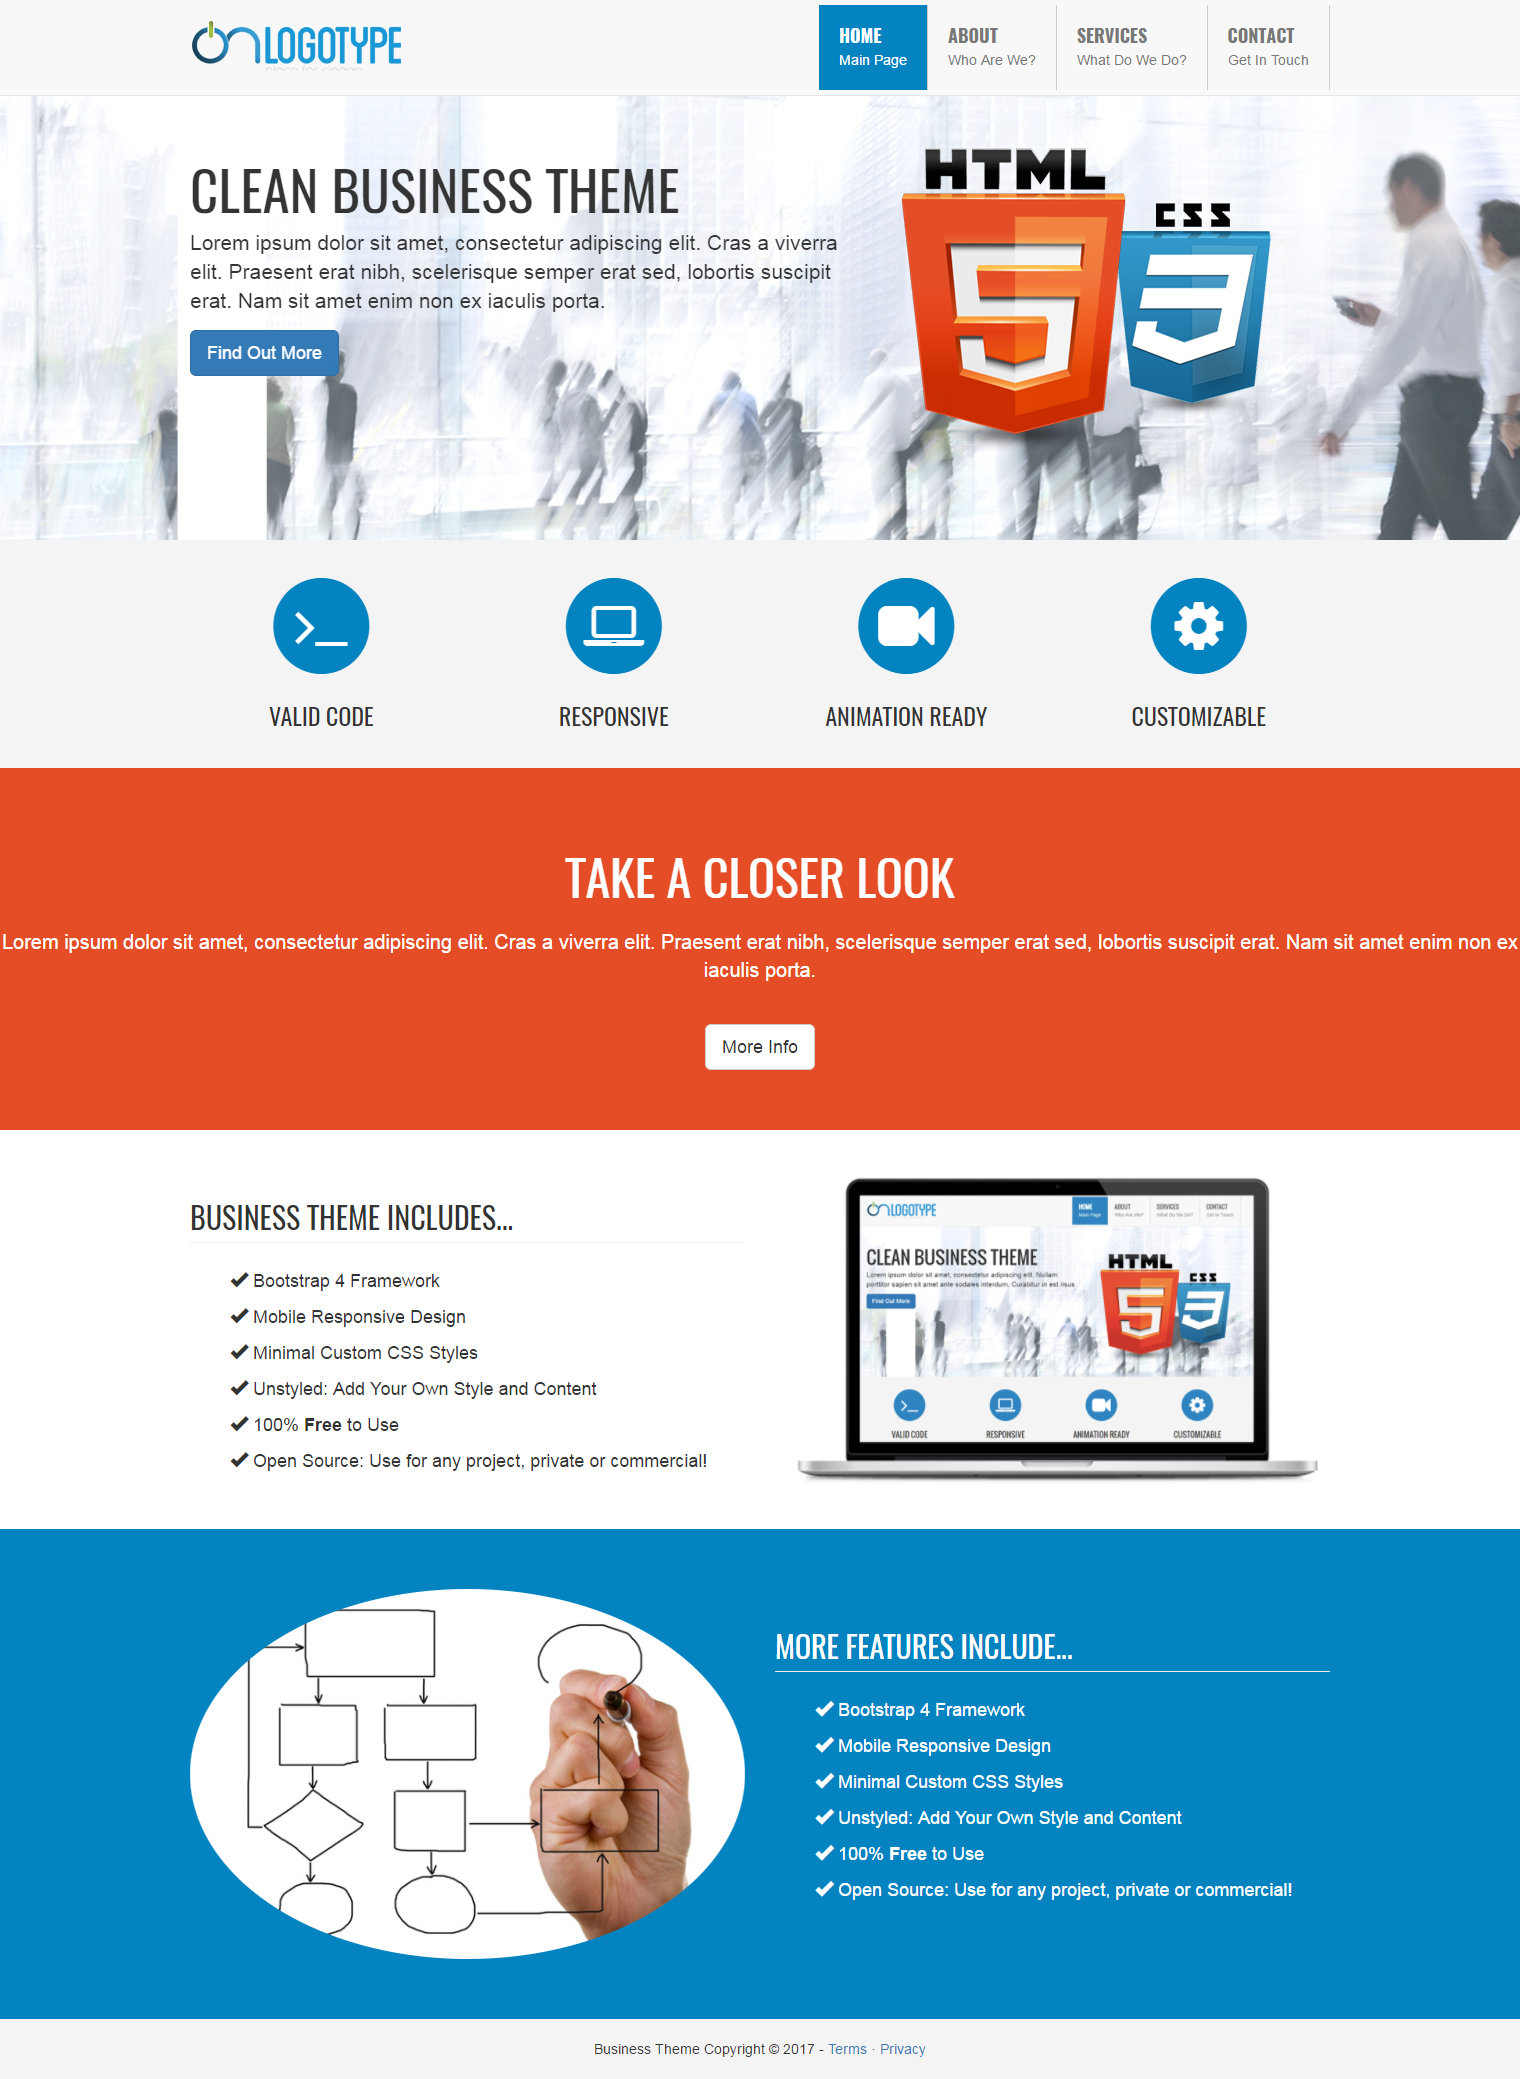 LOGOTYPE
HOME
Main Page
ABOUT
Who Are We?
SERVICES
What Do We Do?
CONTACT
Get In Touch
CLEAN BUSINESS THEME
Lorem ipsum dolor sit amet, consectetur adipiscing elit. Cras a viverra
elit. Praesent erat nibh, scelerisque semper erat sed, lobortis suscipit
erat. Nam sit amet enim non ex iaculis porta.
Find Out More
HTML
5
CSS
3
VALID CODE
RESPONSIVE
ANIMATION READY
CUSTOMIZABLE
TAKE A CLOSER LOOK
Lorem ipsum dolor sit amet, consectetur adipiscing elit. Cras a viverra elit. Praesent erat nibh, scelerisque semper erat sed, lobortis suscipit erat. Nam sit amet enim non ex
iaculis porta.
More Info
BUSINESS THEME INCLUDES...
Bootstrap 4 Framework
Mobile Responsive Design
Minimal Custom CSS Styles
Unstyled: Add Your Own Style and Content
100% Free to Use
Open Source: Use for any project, private or commercial!
LOGOTYPE
HOME
Main Page
ABOUT
Who Are We?
SERVICES
What Do We Do?
CONTACT
Get In Touch
CLEAN BUSINESS THEME
Lorem ipsum dolor sit amet, consectetur adipiscing elit. Nullam
porttitor sapien sit amet ante sodales interdum. Curabitur in est risus
Find Out More
HTML
5
CSS
3
VALID CODE
RESPONSIVE
ANIMATION READY
CUSTOMIZABLE
MORE FEATURES INCLUDE...
Bootstrap 4 Framework
Mobile Responsive Design
Minimal Custom CSS Styles
Unstyled: Add Your Own Style and Content
100% Free to Use
Open Source: Use for any project, private or commercial!
Business Theme Copyright © 2017 - Terms · Privacy